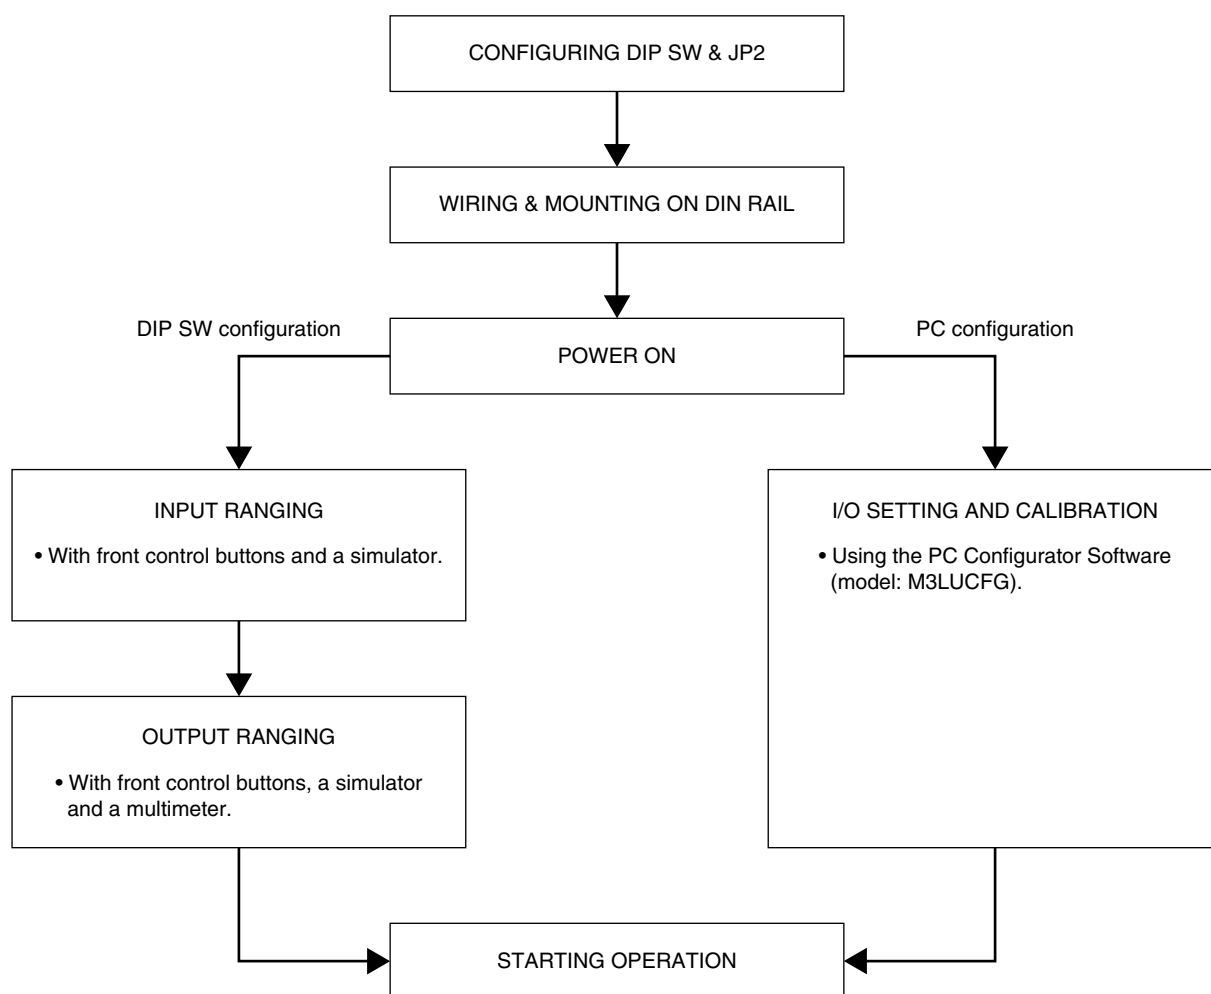 CONFIGURING DIP SW & JP2
WIRING & MOUNTING ON DIN RAIL
DIP SW configuration
PC configuration
POWER ON
INPUT RANGING
• With front control buttons and a simulator.
I/O SETTING AND CALIBRATION
• Using the PC Configurator Software
(model: M3LUCFG).
OUTPUT RANGING
• With front control buttons, a simulator
and a multimeter.
STARTING OPERATION